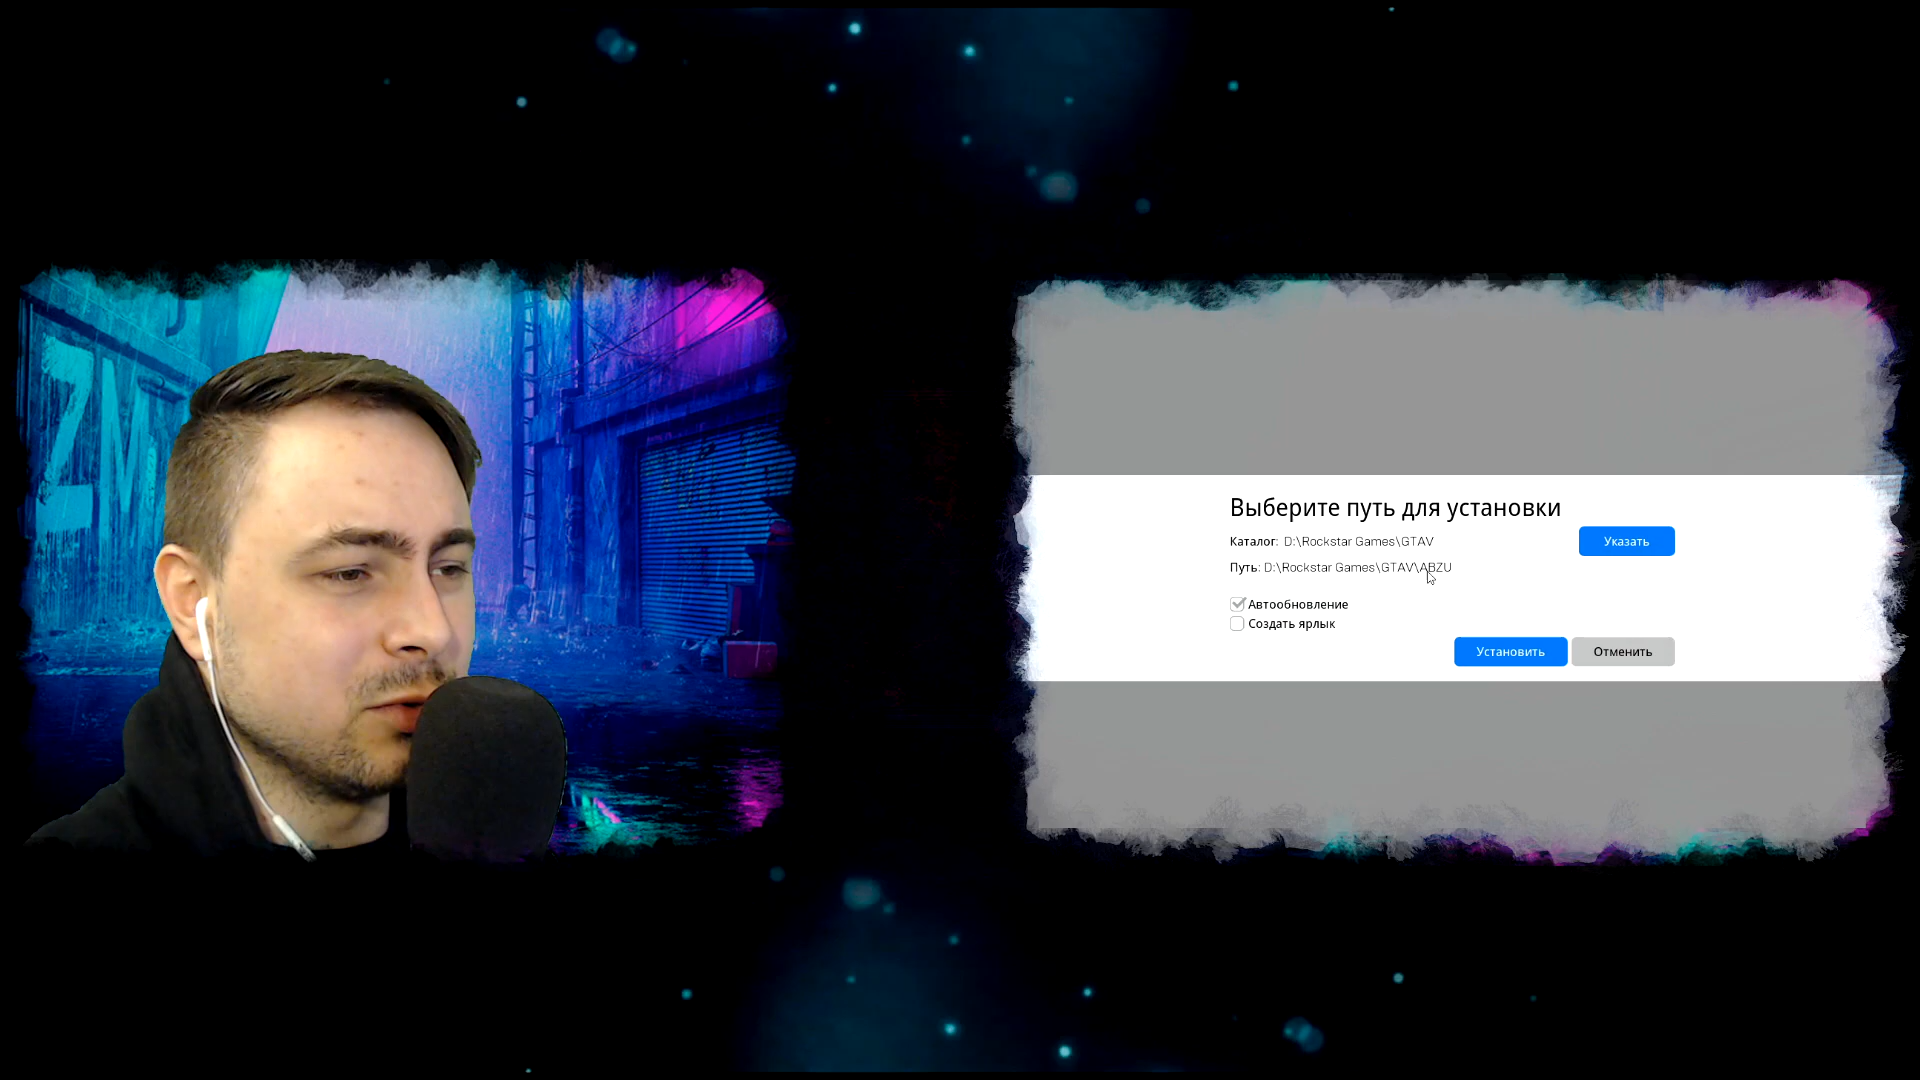 ZM
Выберите путь для установки
Каталог: D:\Rockstar Games\GTAV
Указать
Путь: D:\Rockstar Games\GTAV\ABZU
Автообновление
Создать ярлык
Установить
Отменить